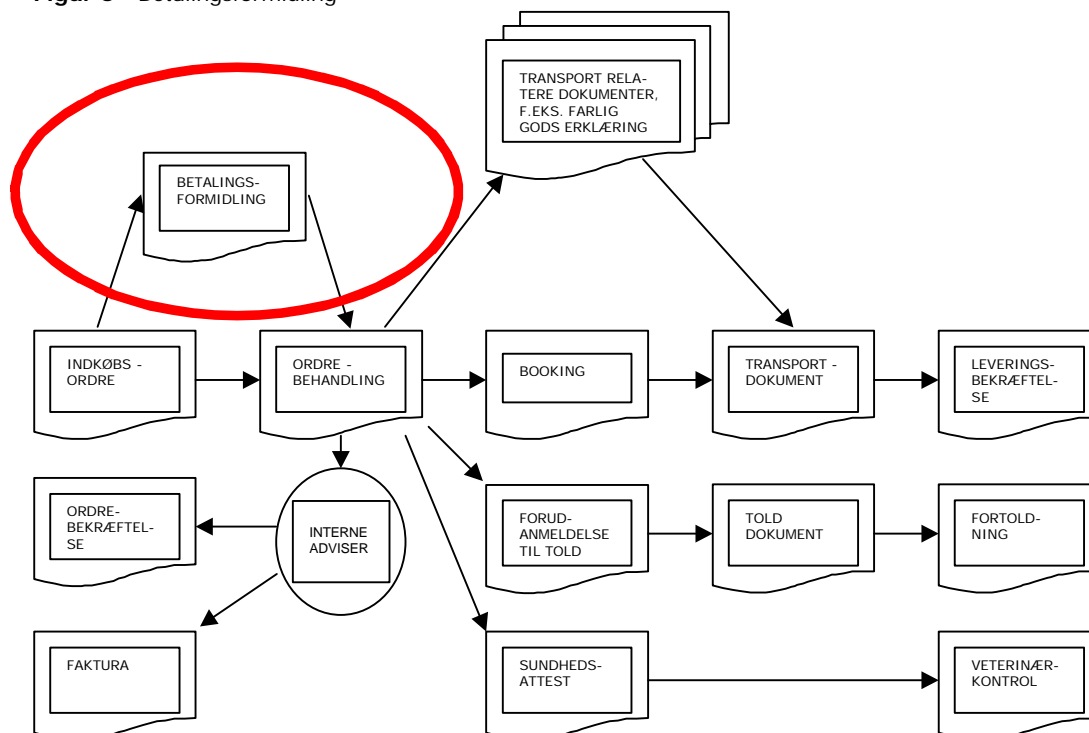 Betalingsformidling
TRANSPORT RELA-
TERE DOKUMENTER,
F.EKS. FARLIG
GODS ERKLÆRING
BETALINGS-
FORMIDLING
INDKØBS -
ORDRE
ORDRE -
BEHANDLING
BOOKING
TRANSPORT -
DOKUMENT
LEVERINGS-
BEKRÆFTEL-
SE
ORDRE-
BEKRÆFTEL-
SE
INTERNE
ADVISER
FORUD-
ANMELDELSE
TIL TOLD
TOLD
DOKUMENT
FORTOLD-
NING
FAKTURA
SUNDHEDS-
ATTEST
VETERINÆR-
KONTROL